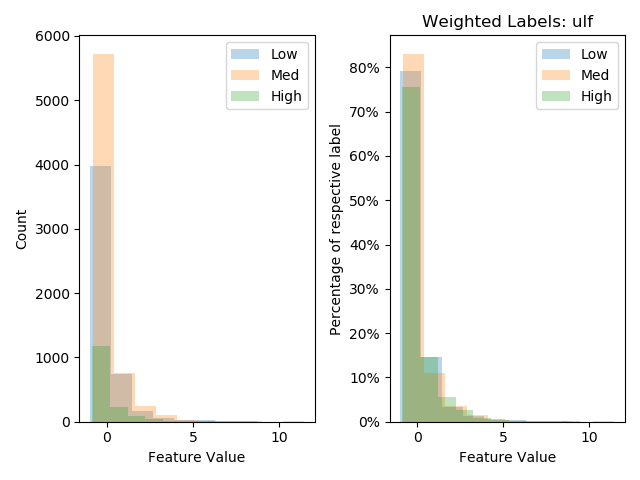 Weighted Labels: ulf
6000
5000
4000
3000
2000
1000
0
Count
0 5 10
Feature Value
Low
Med
High
80%
70%
60%
50%
40%
30%
20%
10%
0%
Percentage of respective label
0 5 10
Feature Value
Low
Med
High